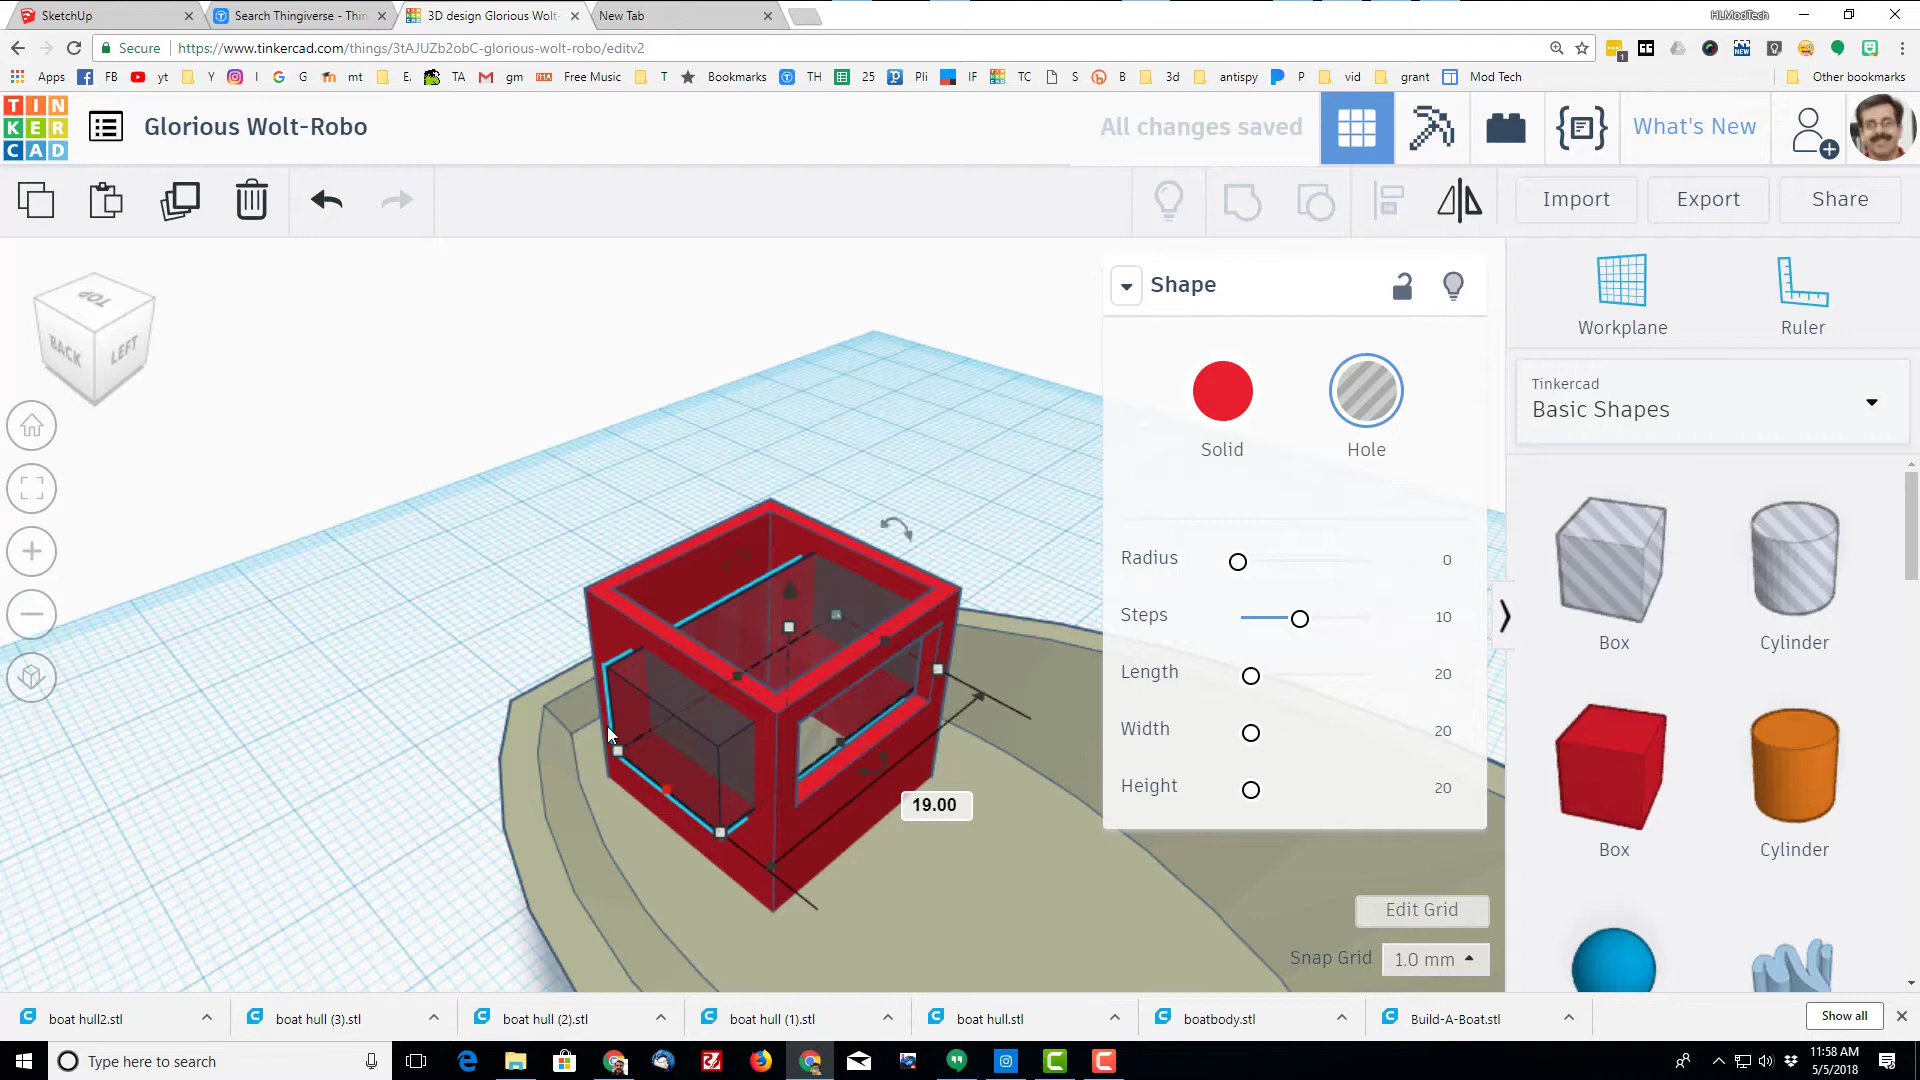 SketchUp
Search Thingiverse - Thin
3D design Glorious Wolt-
New Tab
HLModTech
Secure
https://www.tinkercad.com/things/3tAJUZb2obC-glorious-wolt-robo/editv2
Apps
FB
yt
Y
I
G
mt
E.
TA
gm
Free Music
T
Bookmarks
TH
25
Pli
IF
TC
S
B
3d
antispy
P
vid
grant
Mod Tech
Other bookmarks
TIN
KER
CAD
Glorious Wolt-Robo
All changes saved
What's New
Import
Export
Share
TOP
BACK
LEFT
Shape
Solid
Hole
Radius
0
Steps
10
Length
20
Width
20
Height
20
19.00
Edit Grid
Snap Grid
1.0 mm
Workplane
Ruler
Tinkercad
Basic Shapes
Box
Cylinder
Box
Cylinder
boat hull2.stl
boat hull (3).stl
boat hull (2).stl
boat hull (1).stl
boat hull.stl
boatbody.stl
Build-A-Boat.stl
Show all
Type here to search
11:58 AM
5/5/2018